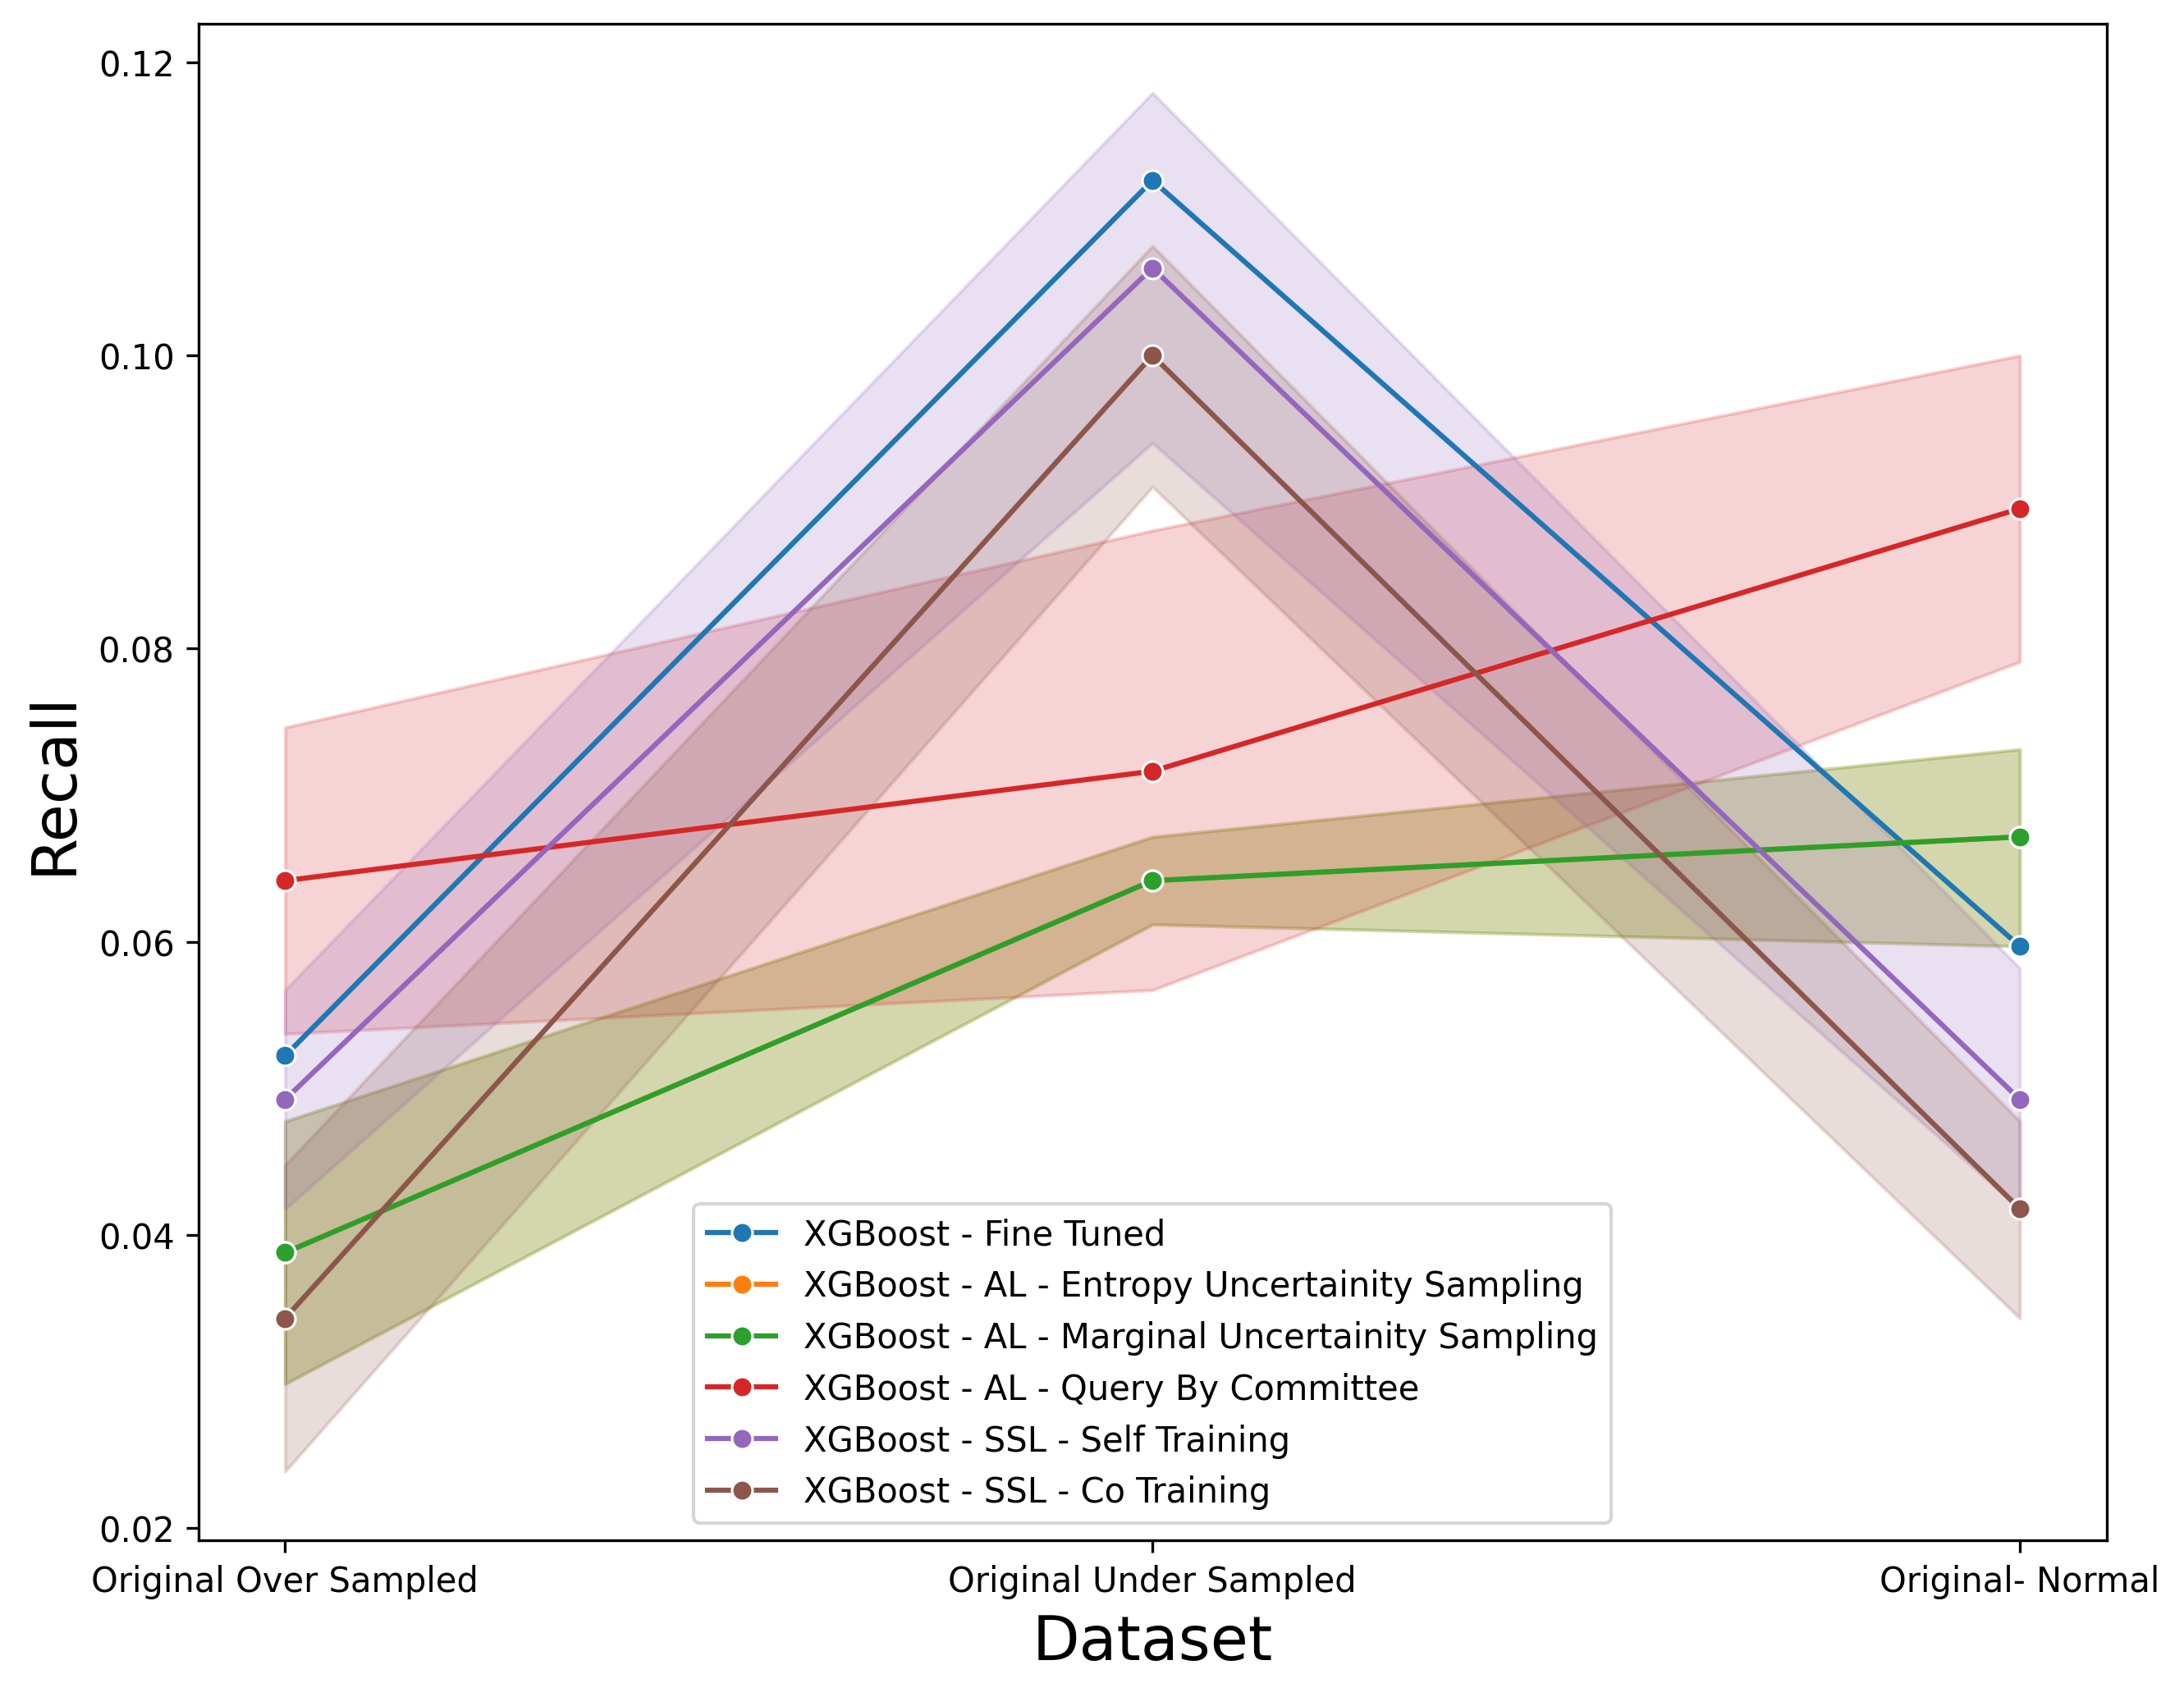 0.12
0.10
0.08
0.06
0.04
0.02
Recall
XGBoost - Fine Tuned
XGBoost - AL - Entropy Uncertainity Sampling
XGBoost - AL - Marginal Uncertainity Sampling
XGBoost - AL - Query By Committee
XGBoost - SSL - Self Training
XGBoost - SSL - Co Training
Original Over Sampled
Original Under Sampled
Original- Normal
Dataset